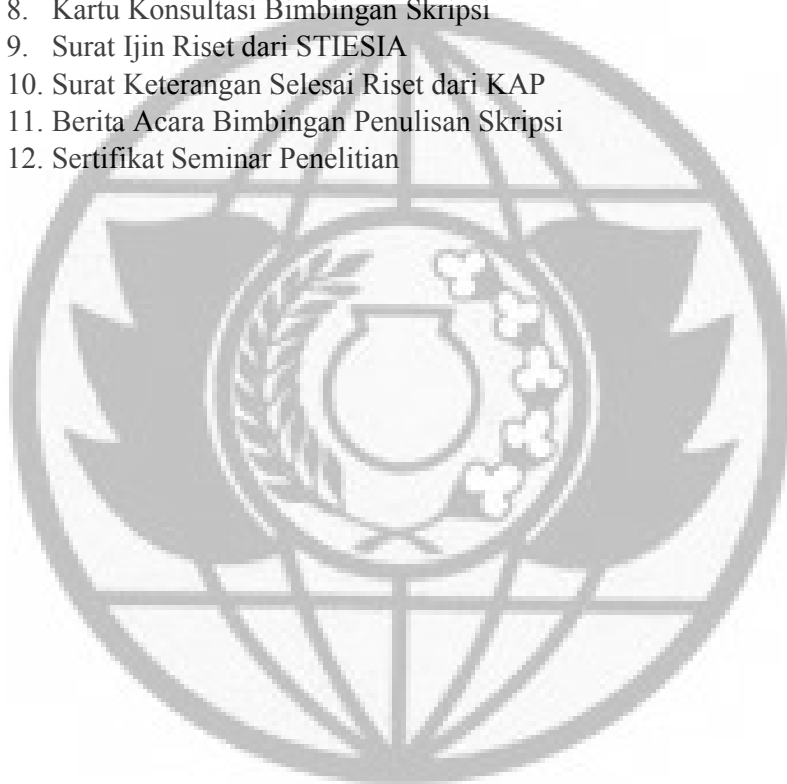 8. Kartu Konsultasi Bimbingan Skripsi
9. Surat Ijin Riset dari STIESIA
10. Surat Keterangan Selesai Riset dari KAP
11. Berita Acara Bimbingan Penulisan Skripsi
12. Sertifikat Seminar Penelitian